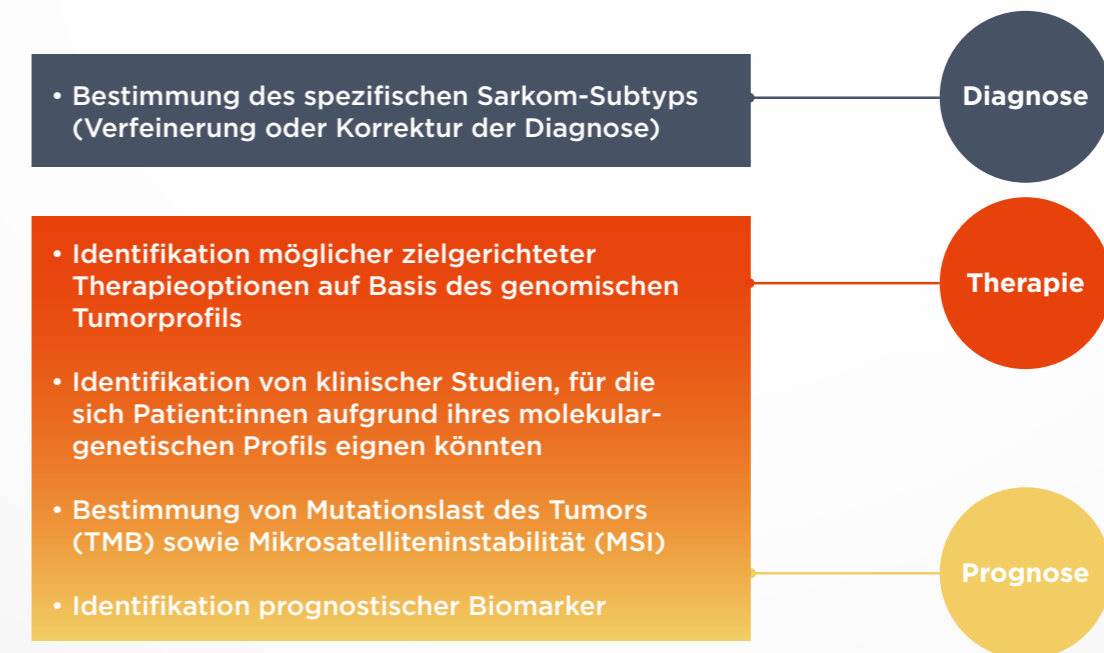 • Bestimmung des spezifischen Sarkom-Subtyps
(Verfeinerung oder Korrektur der Diagnose)
Diagnose
• Identifikation möglicher zielgerichteter
Therapieoptionen auf Basis des genomischen
Tumorprofils
Therapie
• Identifikation von klinischer Studien, für die
sich Patient:innen aufgrund ihres molekular-
genetischen Profils eignen könnten
• Bestimmung von Mutationslast des Tumors
(TMB) sowie Mikrosatelliteninstabilität (MSI)
• Identifikation prognostischer Biomarker
Prognose